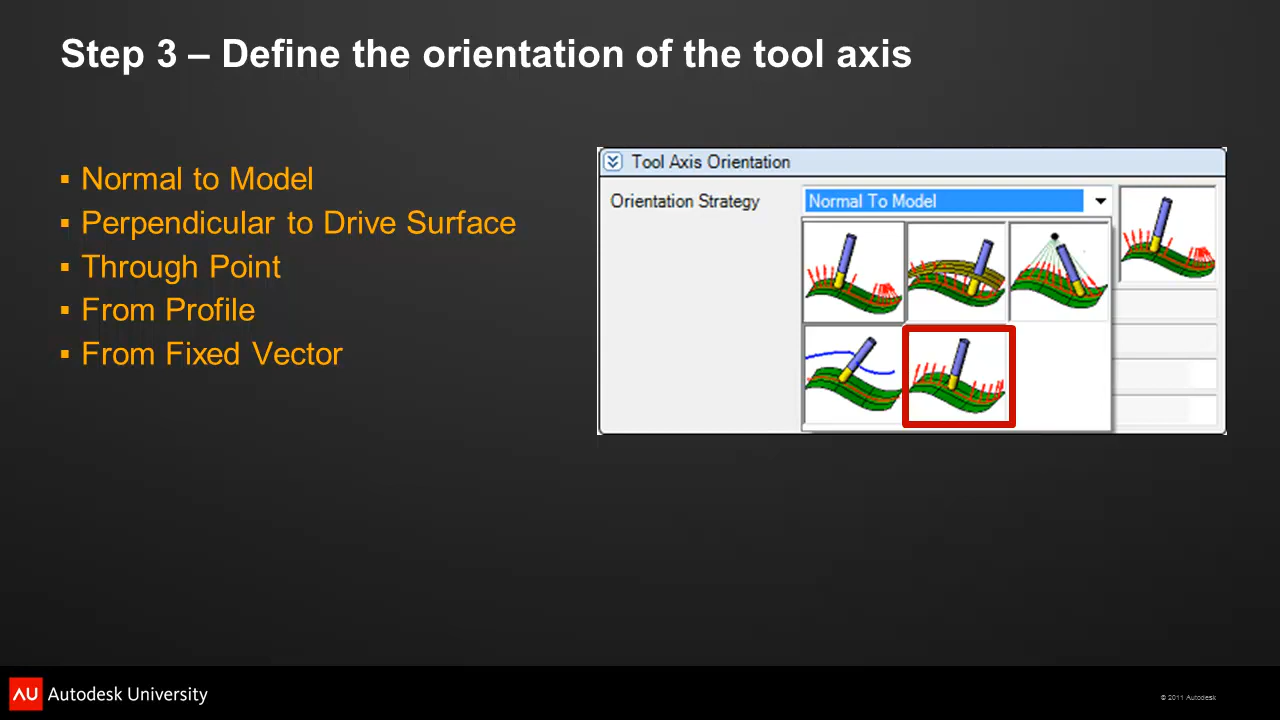 Step 3 – Define the orientation of the tool axis
▪ Normal to Model
▪ Perpendicular to Drive Surface
▪ Through Point
▪ From Profile
▪ From Fixed Vector
Tool Axis Orientation
Orientation Strategy
Normal To Model
AU Autodesk University
© 2011 Autodesk